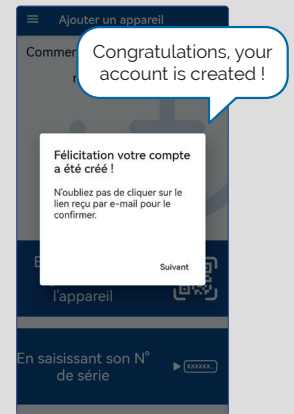 Ajouter un appareil
Congratulations, your
account is created !
Félicitation votre compte
a été créé !
N'oubliez pas de cliquer sur le
lien reçu par e-mail pour le
confirmer.
Suivant
l'appareil
En saisissant son N°
de série
XXXXXX...